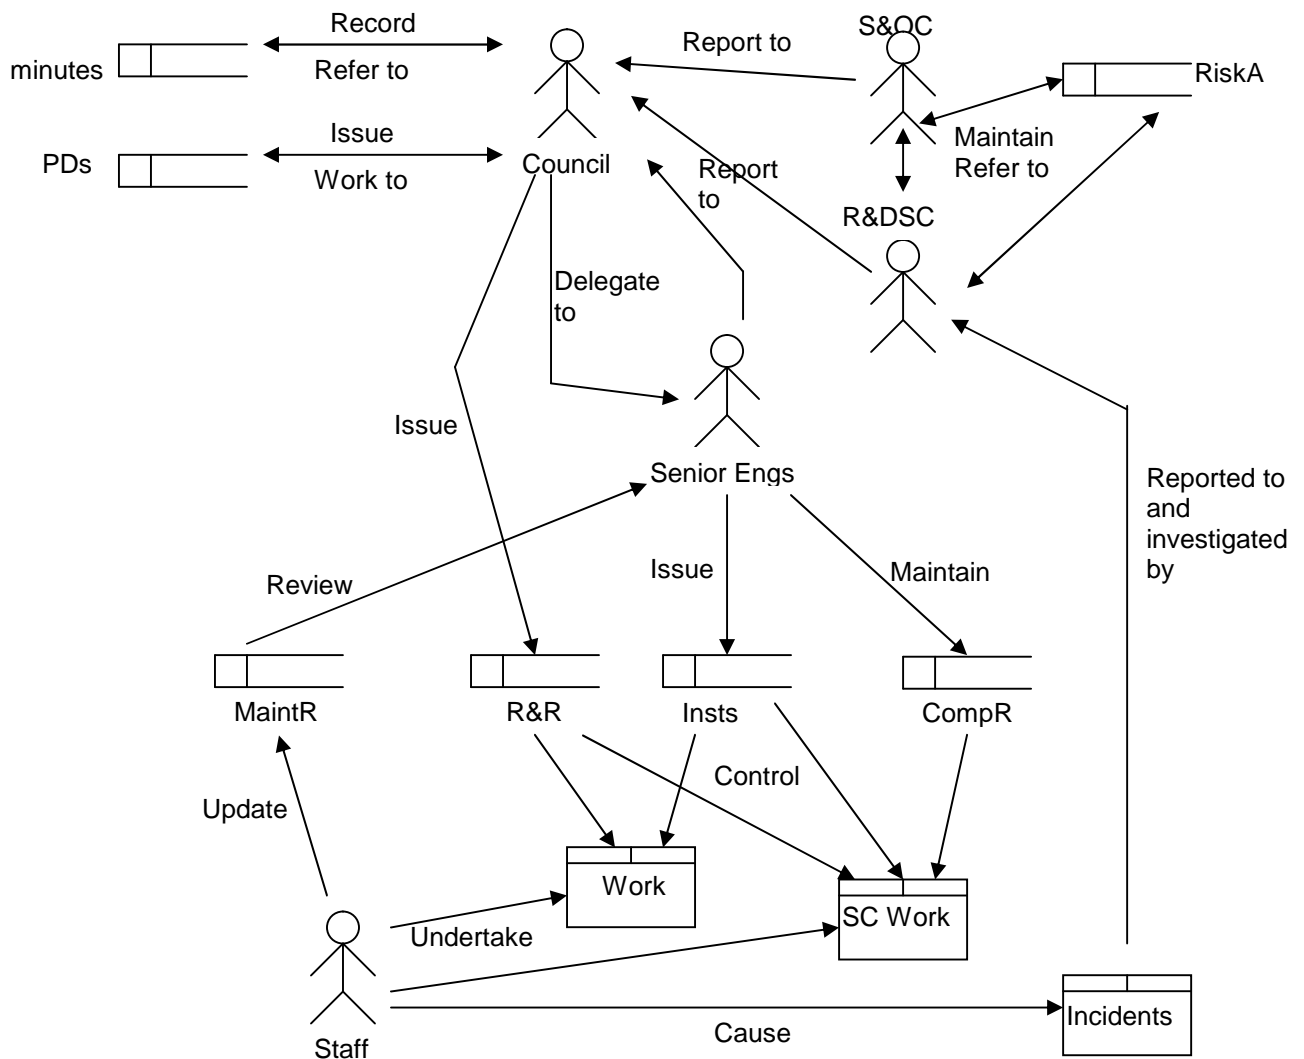 Record
S&OC
Report to
minutes
Refer to
RiskA
Issue
Maintain
Refer to
PDs
Work to
Council
Report
to
R&DSC
Delegate
to
Issue
Senior Engs
Reported to
and
investigated
by
Review
Issue
Maintain
MaintR
R&R
Insts
CompR
Control
Update
Work
SC Work
Undertake
Incidents
Cause
Staff